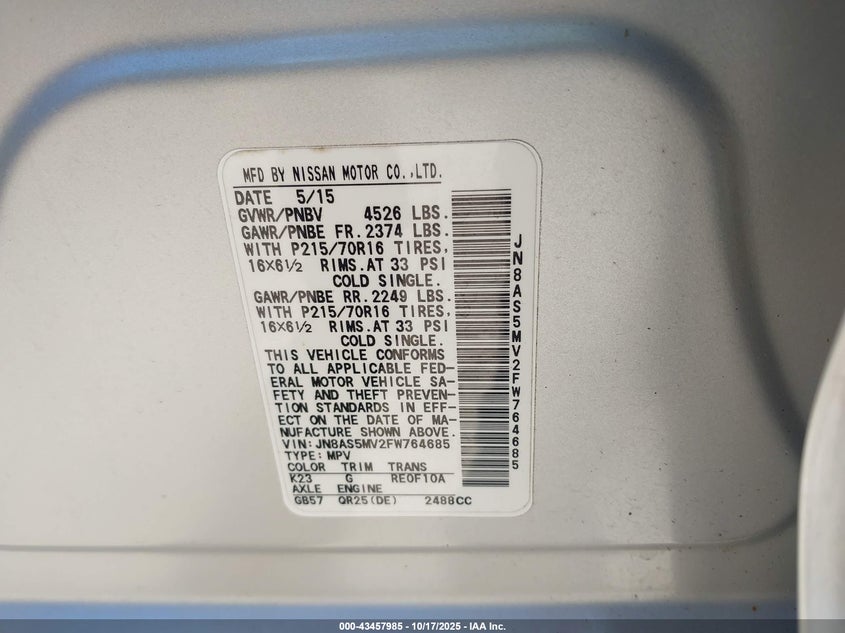 MFD BY NISSAN MOTOR CO.,LTD.
DATE 5/15
GVWR/PNBV 4526 LBS.
GAWR/PNBE FR.2374 LBS.
WITH P215/70R16 TIRES,
16×6½ RIMS.AT 33 PSI
COLD SINGLE.
GAWR/PNBE RR.2249 LBS.
WITH P215/70R16 TIRES,
16×6½ RIMS.AT 33 PSI
COLD SINGLE.
THIS VEHICLE CONFORMS
TO ALL APPLICABLE FED-
ERAL MOTOR VEHICLE SA-
FETY AND THEFT PREVEN-
TION STANDARDS IN EFF-
ECT ON THE DATE OF MA-
NUFACTURE SHOWN ABOVE.
VIN:JN8AS5MV2FW764685
TYPE:MPV
COLOR TRIM TRANS
K23 G RE0F10A
AXLE ENGINE
GB57 QR25(DE) 2488CC
JN8AS5MV2FW764685
000-43457985 - 10/17/2025 - IAA Inc.